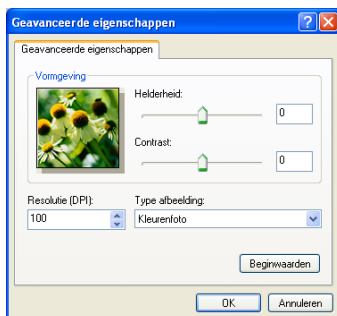 Geavanceerde eigenschappen
Geavanceerde eigenschappen
Vormgeving
Helderheid:
0
Contrast:
0
Resolutie (DPI):
Type afbeelding:
100
Kleurenfoto
Beginwaarden
OK
Annuleren